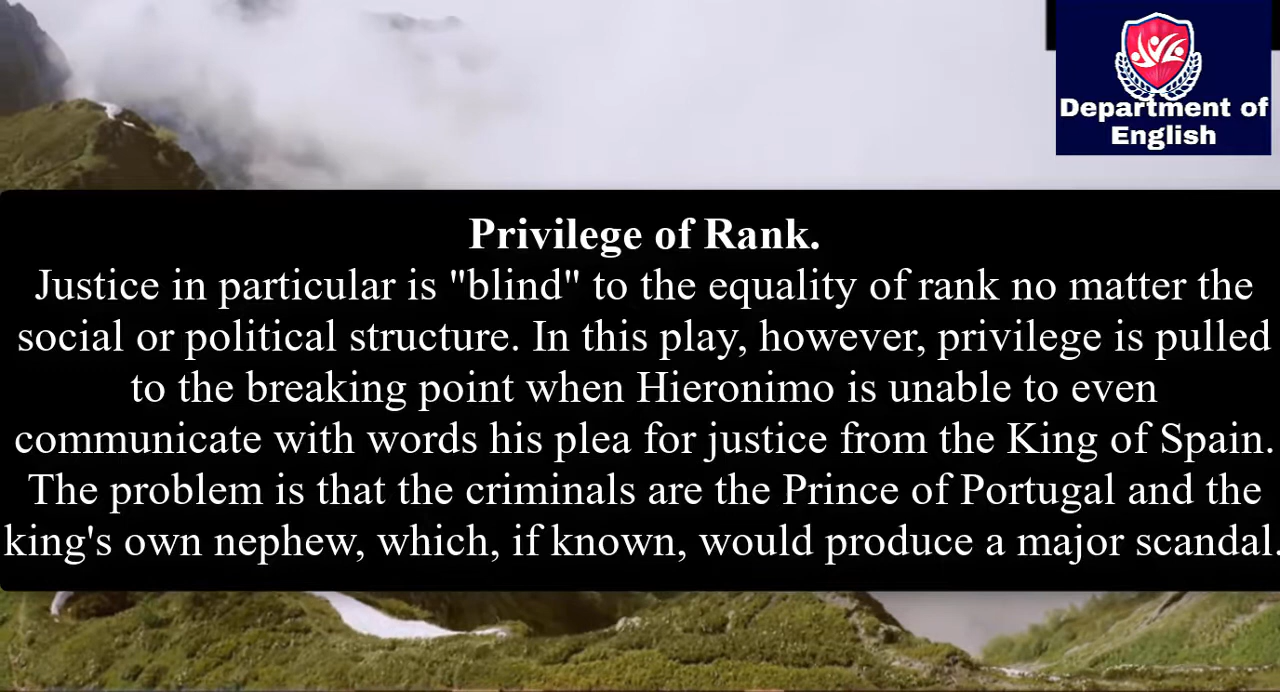 Department of
English
Privilege of Rank.
Justice in particular is "blind" to the equality of rank no matter the
social or political structure. In this play, however, privilege is pulled
to the breaking point when Hieronimo is unable to even
communicate with words his plea for justice from the King of Spain.
The problem is that the criminals are the Prince of Portugal and the
king's own nephew, which, if known, would produce a major scandal.